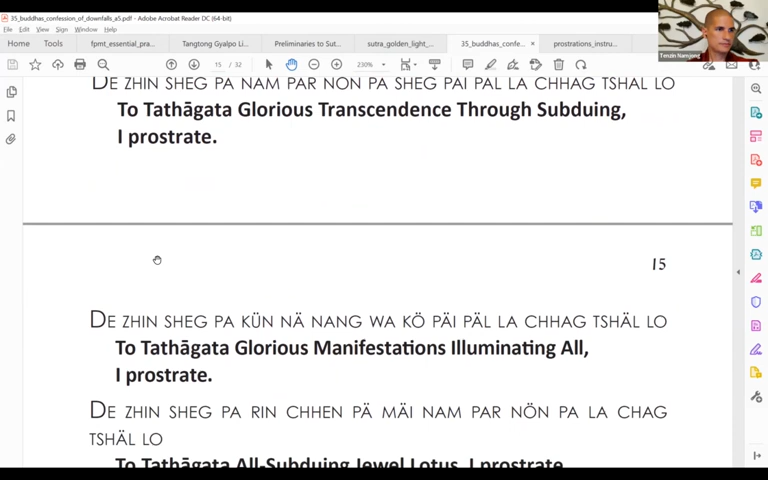 35_buddhas_confession_of_downfalls_a5.pdf - Adobe Acrobat Reader DC (64-bit)
File Edit View Sign Window Help
Home Tools fpmt_essential_pra... Tangtong Gyalpo Li... Preliminaries to Sut... sutra_golden_light_... 35_buddhas_confe... × prostrations_instru...
Tenzin Namjong
15 / 32 230%
DE ZHIN SHEG PA NAM PAR NON PA SHEG PAI PAL LA CHHAG TSHAL LO
To Tathāgata Glorious Transcendence Through Subduing,
I prostrate.
15
DE ZHIN SHEG PA KÜN NÄ NANG WA KÖ PÄI PÄL LA CHHAG TSHÄL LO
To Tathāgata Glorious Manifestations Illuminating All,
I prostrate.
DE ZHIN SHEG PA RIN CHHEN PÄ MÄI NAM PAR NÖN PA LA CHAG
TSHÄL LO
To Tathāgata All-Subduing Jewel Lotus, I prostrate